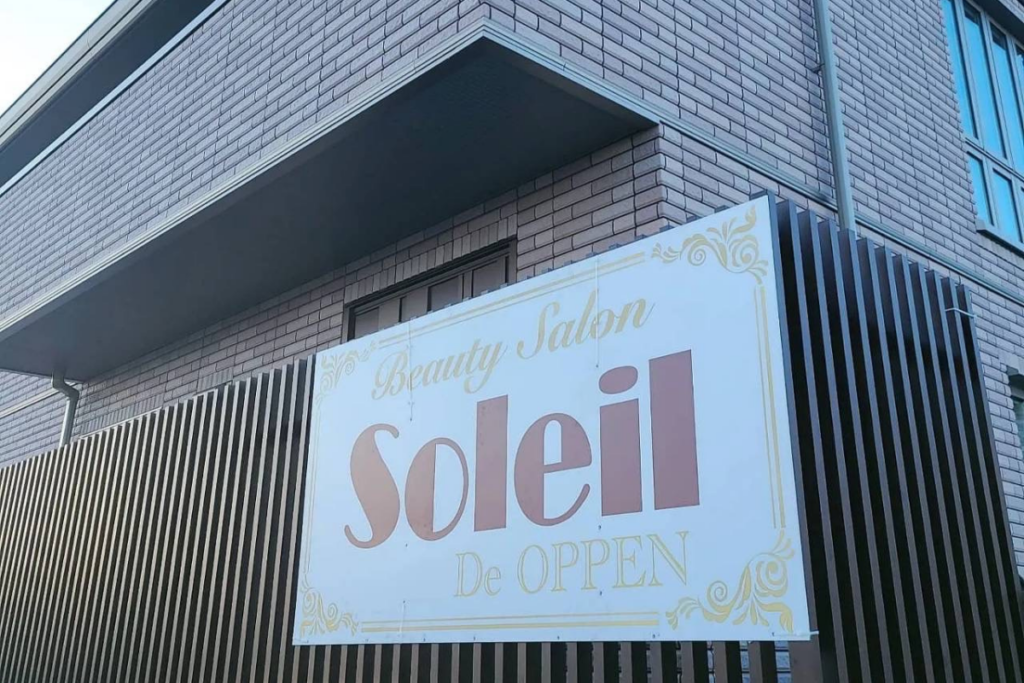 Beauty Salon
Soleil
De OPPEN